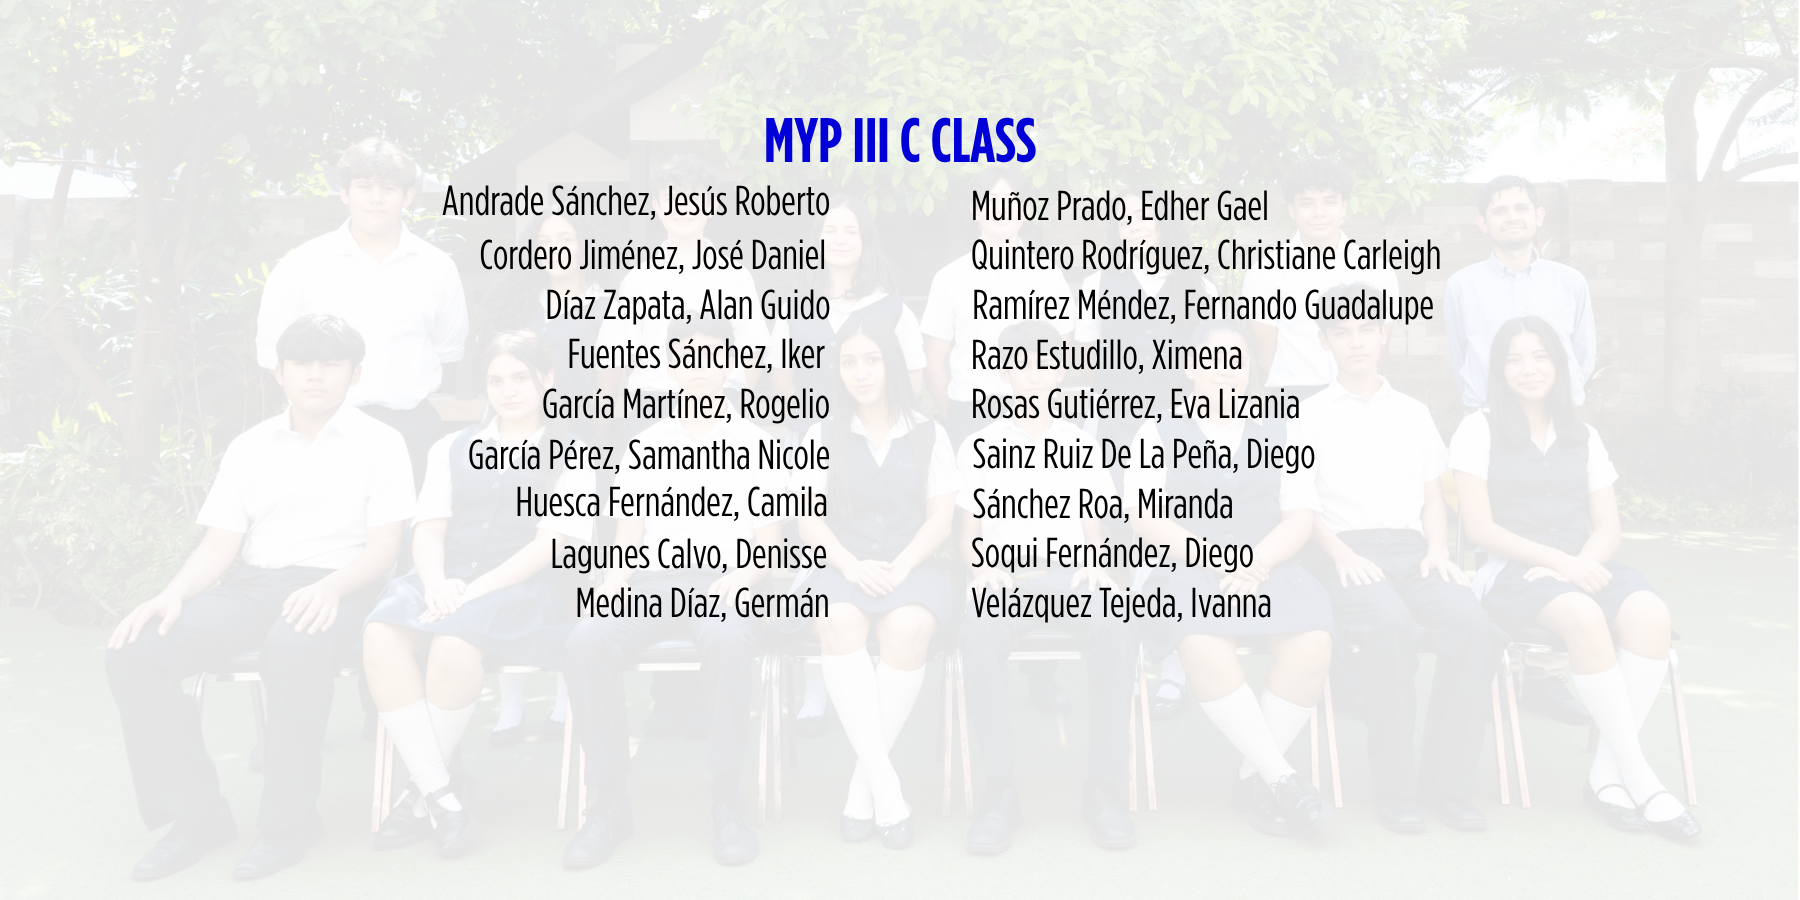 MYP III C CLASS
Andrade Sánchez, Jesús Roberto
Cordero Jiménez, José Daniel
Díaz Zapata, Alan Guido
Fuentes Sánchez, Iker
García Martínez, Rogelio
García Pérez, Samantha Nicole
Huesca Fernández, Camila
Lagunes Calvo, Denisse
Medina Díaz, Germán
Muñoz Prado, Edher Gael
Quintero Rodríguez, Christiane Carleigh
Ramírez Méndez, Fernando Guadalupe
Razo Estudillo, Ximena
Rosas Gutiérrez, Eva Lizania
Sainz Ruiz De La Peña, Diego
Sánchez Roa, Miranda
Soqui Fernández, Diego
Velázquez Tejeda, Ivanna